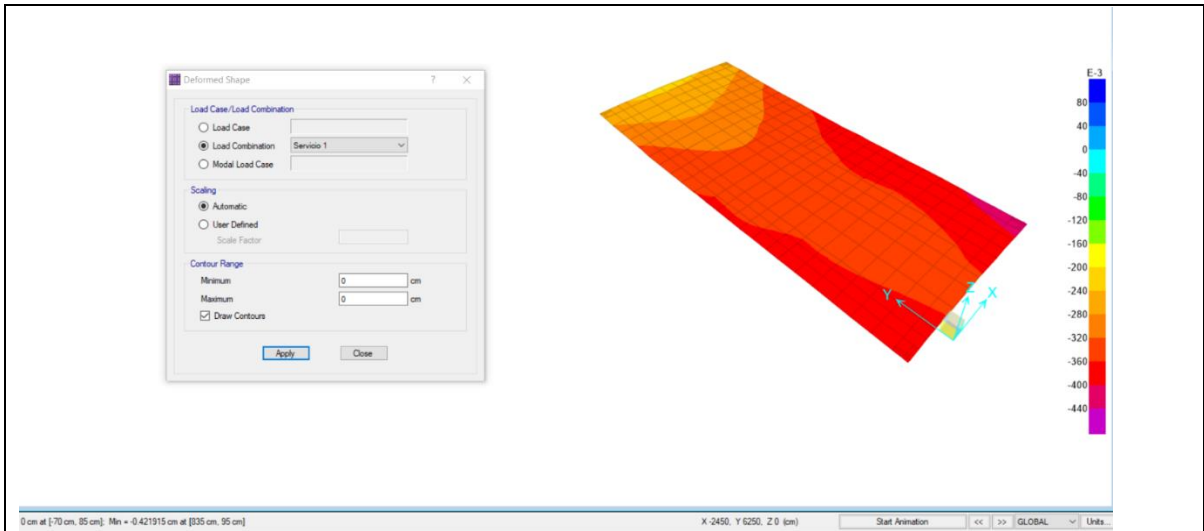 Deformed Shape ? ×
Load Case/Load Combination
Load Case
Load Combination Servicio 1
Modal Load Case
Scaling
Automatic
User Defined
Scale Factor
Contour Range
Minimum 0 cm
Maximum 0 cm
Draw Contours
Apply Close
Y Z X
E-3
80
40
0
-40
-80
-120
-160
-200
-240
-280
-320
-360
-400
-440
0 cm at [-70 cm, 85 cm]; Min = -0.421915 cm at [835 cm, 95 cm] X -2450, Y 6250, Z 0 (cm) Start Animation << >> GLOBAL Units...